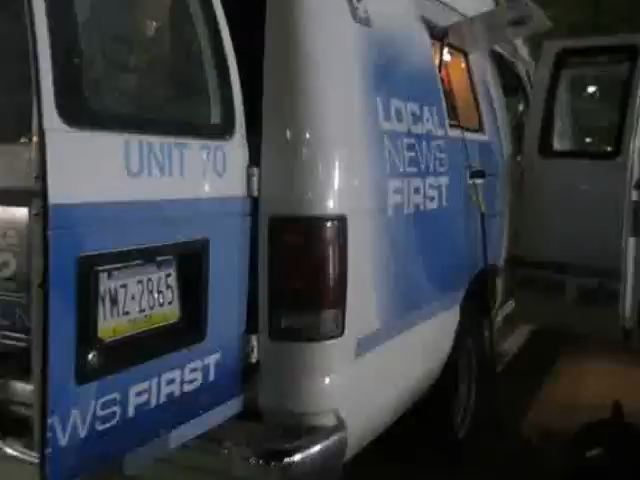 UNIT 70
YMZ-2865
EWS FIRST
LOCAL
NEWS
FIRST